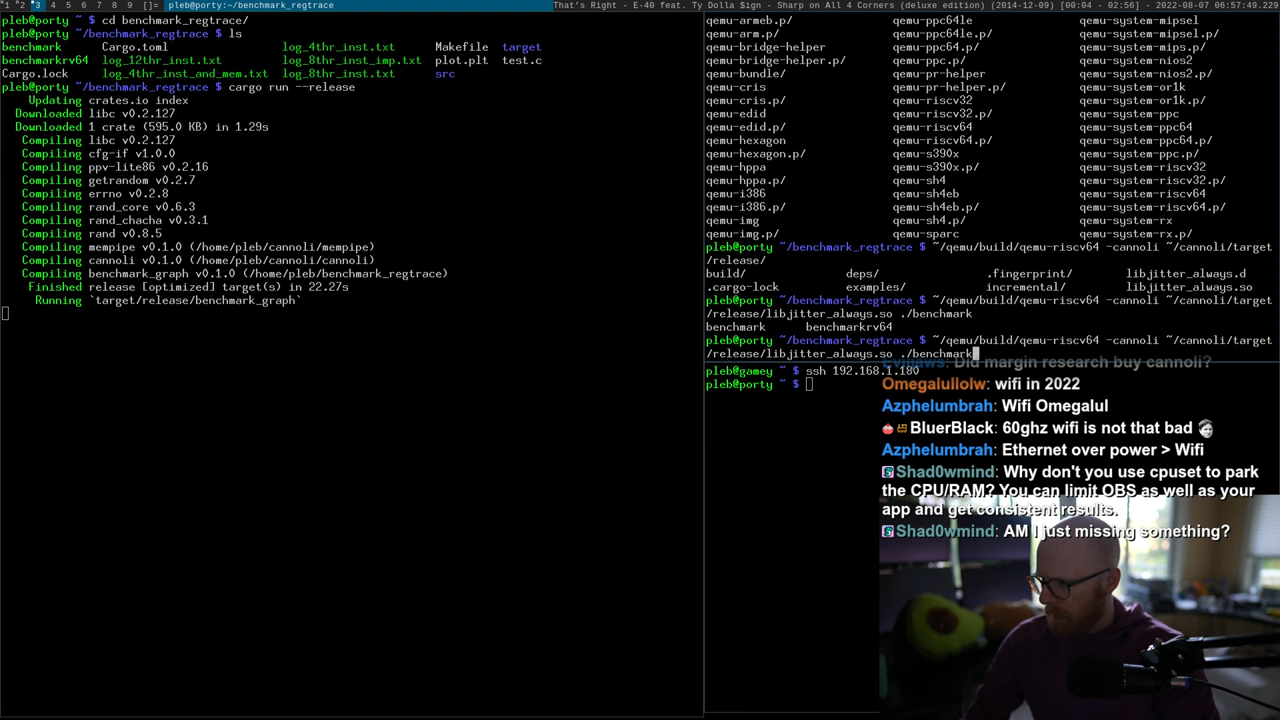 1 2 3 4 5 6 7 8 9 []= pleb@porty:~/benchmark_regtrace That's Right - E-40 feat. Ty Dolla $ign - Sharp on All 4 Corners (deluxe edition) (2014-12-09) [00:04 - 02:56] - 2022-08-07 06:57:49.229
pleb@porty ~ $ cd benchmark_regtrace/
pleb@porty ~/benchmark_regtrace $ ls
benchmark Cargo.toml log_4thr_inst.txt Makefile target
benchmarkrv64 log_12thr_inst.txt log_8thr_inst_imp.txt plot.plt test.c
Cargo.lock log_4thr_inst_and_mem.txt log_8thr_inst.txt src
pleb@porty ~/benchmark_regtrace $ cargo run --release
Updating crates.io index
Downloaded libc v0.2.127
Downloaded 1 crate (595.0 KB) in 1.29s
Compiling libc v0.2.127
Compiling cfg-if v1.0.0
Compiling ppv-lite86 v0.2.16
Compiling getrandom v0.2.7
Compiling errno v0.2.8
Compiling rand_core v0.6.3
Compiling rand_chacha v0.3.1
Compiling rand v0.8.5
Compiling mempipe v0.1.0 (/home/pleb/cannoli/mempipe)
Compiling cannoli v0.1.0 (/home/pleb/cannoli/cannoli)
Compiling benchmark_graph v0.1.0 (/home/pleb/benchmark_regtrace)
Finished release [optimized] target(s) in 22.27s
Running `target/release/benchmark_graph`
qemu-armeb.p/ qemu-ppc64le qemu-system-mipsel
qemu-arm.p/ qemu-ppc64le.p/ qemu-system-mipsel.p/
qemu-bridge-helper qemu-ppc64.p/ qemu-system-mips.p/
qemu-bridge-helper.p/ qemu-ppc.p/ qemu-system-nios2
qemu-bundle/ qemu-pr-helper qemu-system-nios2.p/
qemu-cris qemu-pr-helper.p/ qemu-system-or1k
qemu-cris.p/ qemu-riscv32 qemu-system-or1k.p/
qemu-edid qemu-riscv32.p/ qemu-system-ppc
qemu-edid.p/ qemu-riscv64 qemu-system-ppc64
qemu-hexagon qemu-riscv64.p/ qemu-system-ppc64.p/
qemu-hexagon.p/ qemu-s390x qemu-system-ppc.p/
qemu-hppa qemu-s390x.p/ qemu-system-riscv32
qemu-hppa.p/ qemu-sh4 qemu-system-riscv32.p/
qemu-i386 qemu-sh4eb qemu-system-riscv64
qemu-i386.p/ qemu-sh4eb.p/ qemu-system-riscv64.p/
qemu-img qemu-sh4.p/ qemu-system-rx
qemu-img.p/ qemu-sparc qemu-system-rx.p/
pleb@porty ~/benchmark_regtrace $ ~/qemu/build/qemu-riscv64 -cannoli ~/cannoli/target
/release/
build/ deps/ .fingerprint/ libjitter_always.d
.cargo-lock examples/ incremental/ libjitter_always.so
pleb@porty ~/benchmark_regtrace $ ~/qemu/build/qemu-riscv64 -cannoli ~/cannoli/target
/release/libjitter_always.so ./benchmark
benchmark benchmarkrv64
pleb@porty ~/benchmark_regtrace $ ~/qemu/build/qemu-riscv64 -cannoli ~/cannoli/target
/release/libjitter_always.so ./benchmark
pleb@gamey ~ $ ssh 192.168.1.180
pleb@porty ~ $
Eviljaws: Did margin research buy cannoli?
Omegalullolw: wifi in 2022
Azphelumbrah: Wifi Omegalul
BluerBlack: 60ghz wifi is not that bad
Azphelumbrah: Ethernet over power > Wifi
Shad0wmind: Why don't you use cpuset to park
the CPU/RAM? You can limit OBS as well as your
app and get consistent results.
Shad0wmind: AM I just missing something?